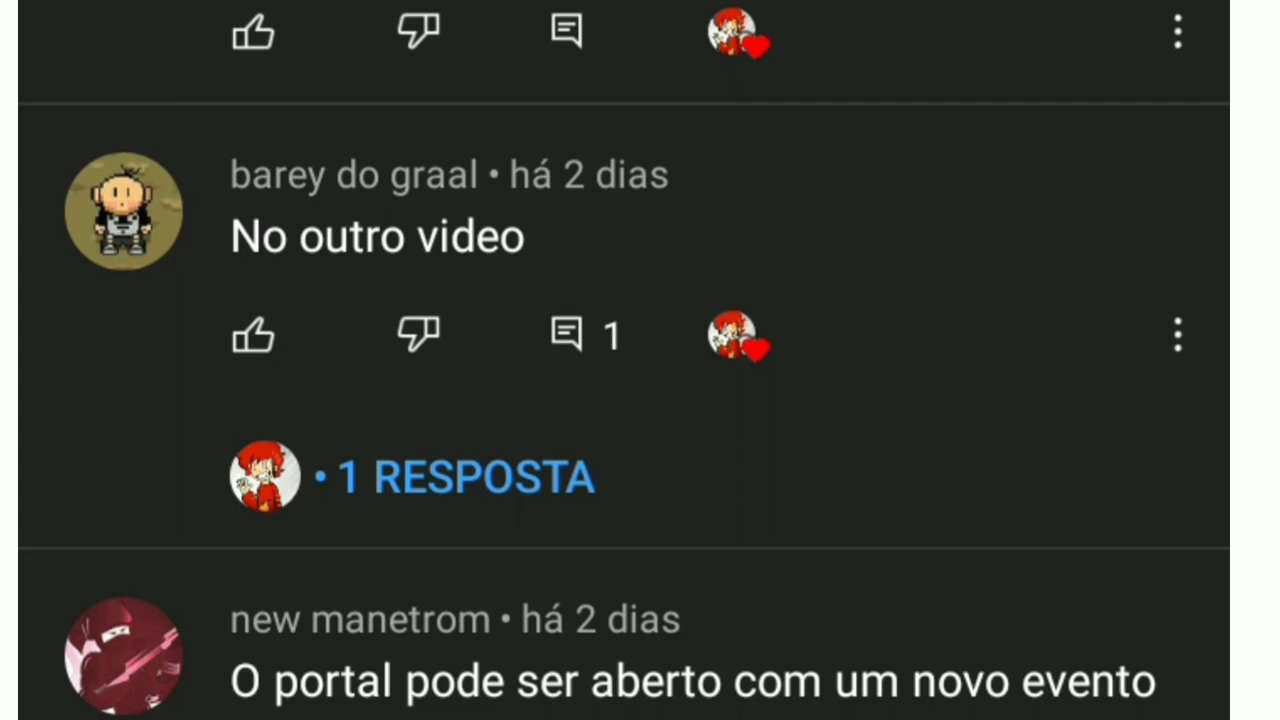 barey do graal • há 2 dias
No outro video
1
• 1 RESPOSTA
new manetrom • há 2 dias
O portal pode ser aberto com um novo evento